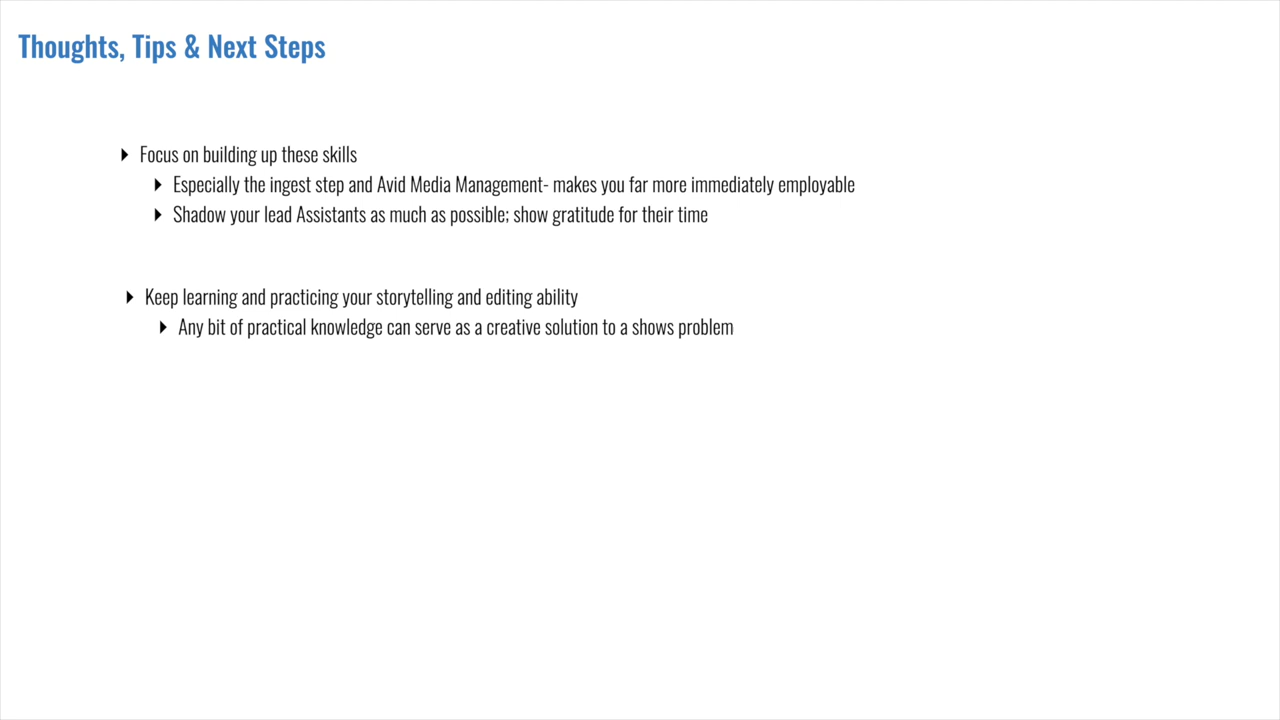 Thoughts, Tips & Next Steps
Focus on building up these skills
Especially the ingest step and Avid Media Management- makes you far more immediately employable
Shadow your lead Assistants as much as possible; show gratitude for their time
Keep learning and practicing your storytelling and editing ability
Any bit of practical knowledge can serve as a creative solution to a shows problem